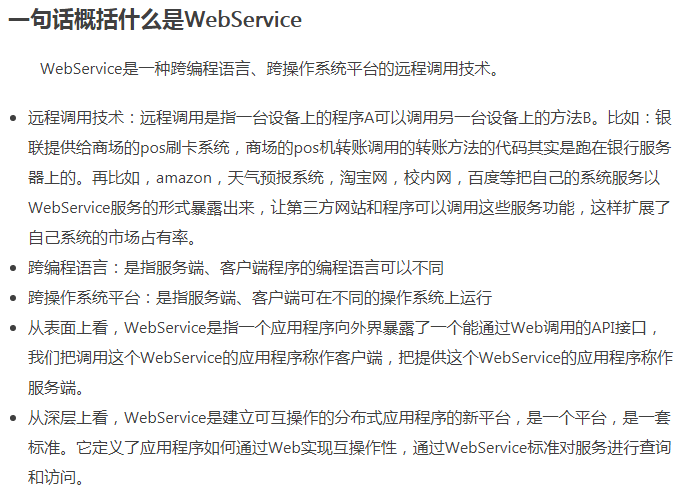 一句话概括什么是WebService
WebService是一种跨编程语言、跨操作系统平台的远程调用技术。
远程调用技术：远程调用是指一台设备上的程序A可以调用另一台设备上的方法B。比如：银
联提供给商场的pos刷卡系统，商场的pos机转账调用的转账方法的代码其实是跑在银行服务
器上的。再比如，amazon，天气预报系统，淘宝网，校内网，百度等把自己的系统服务以
WebService服务的形式暴露出来，让第三方网站和程序可以调用这些服务功能，这样扩展了
自己系统的市场占有率。
跨编程语言：是指服务端、客户端程序的编程语言可以不同
跨操作系统平台：是指服务端、客户端可在不同的操作系统上运行
从表面上看，WebService是指一个应用程序向外界暴露了一个能通过Web调用的API接口，
我们把调用这个WebService的应用程序称作客户端，把提供这个WebService的应用程序称作
服务端。
从深层上看，WebService是建立可互操作的分布式应用程序的新平台，是一个平台，是一套
标准。它定义了应用程序如何通过Web实现互操作性，通过WebService标准对服务进行查询
和访问。